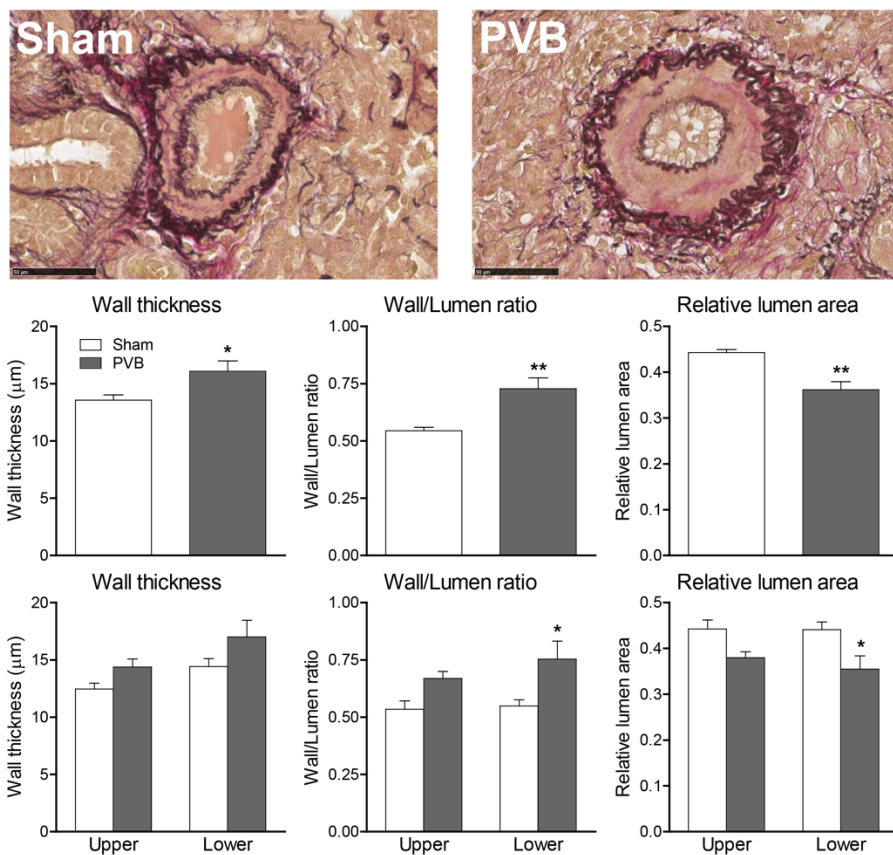 Sham
PVB
50 µm
50 µm
Wall thickness
Wall thickness (µm)
20
15
10
5
0
Sham
PVB
*
Wall/Lumen ratio
Wall/Lumen ratio
1.00
0.75
0.50
0.25
0.00
**
Relative lumen area
Relative lumen area
0.5
0.4
0.3
0.2
0.1
0.0
**
Wall thickness
Wall thickness (µm)
20
15
10
5
0
Upper
Lower
Wall/Lumen ratio
Wall/Lumen ratio
1.00
0.75
0.50
0.25
0.00
*
Upper
Lower
Relative lumen area
Relative lumen area
0.5
0.4
0.3
0.2
0.1
0.0
*
Upper
Lower